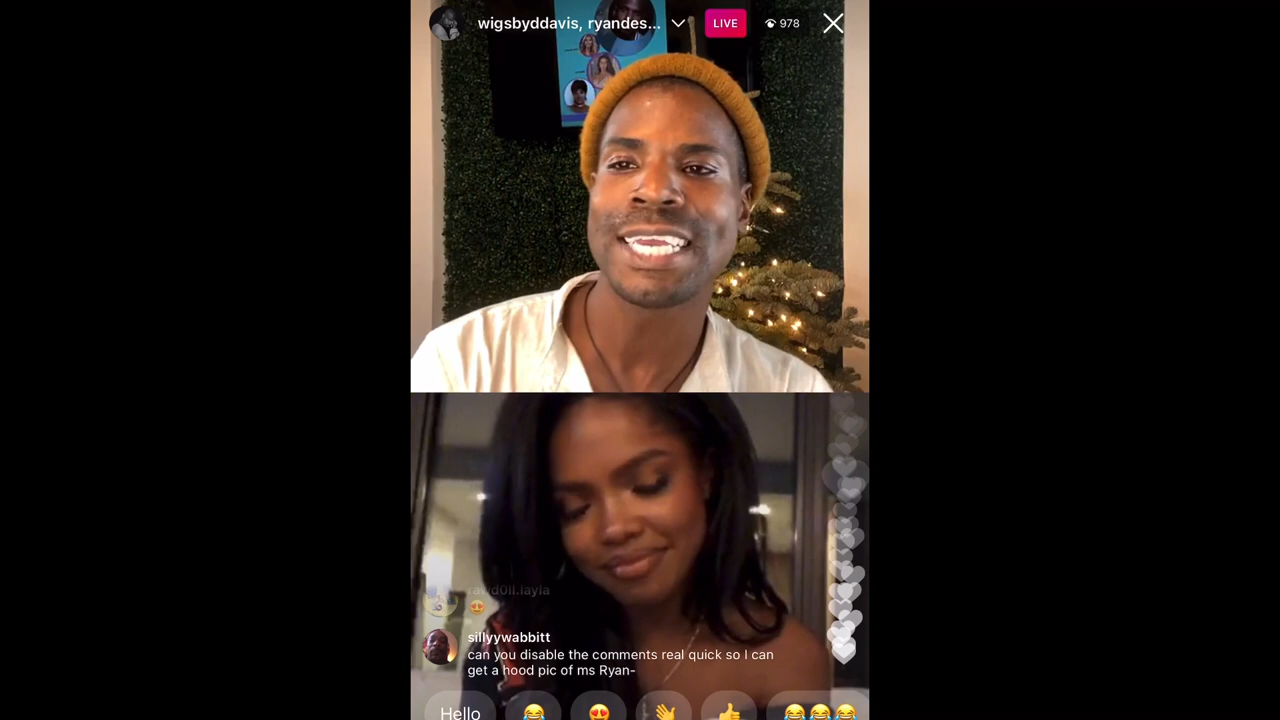 wigsbyddavis, ryandes...
LIVE
978
sillyywabbitt
can you disable the comments real quick so I can
get a hood pic of ms Ryan-
Hello